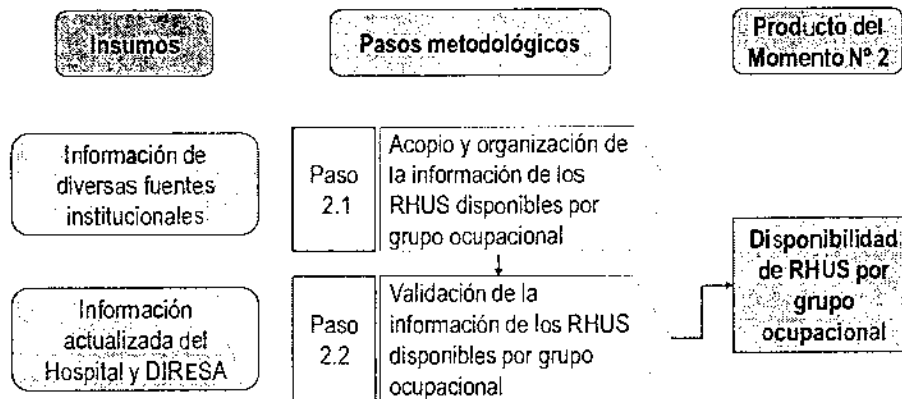 Insumos
Pasos metodológicos
Producto del
Momento N° 2
Información de
diversas fuentes
institucionales
Paso
2.1
Acopio y organización de
la información de los
RHUS disponibles por
grupo ocupacional
Información
actualizada del
Hospital y DIRESA
Paso
2.2
Validación de la
información de los RHUS
disponibles por grupo
ocupacional
Disponibilidad
de RHUS por
grupo
ocupacional